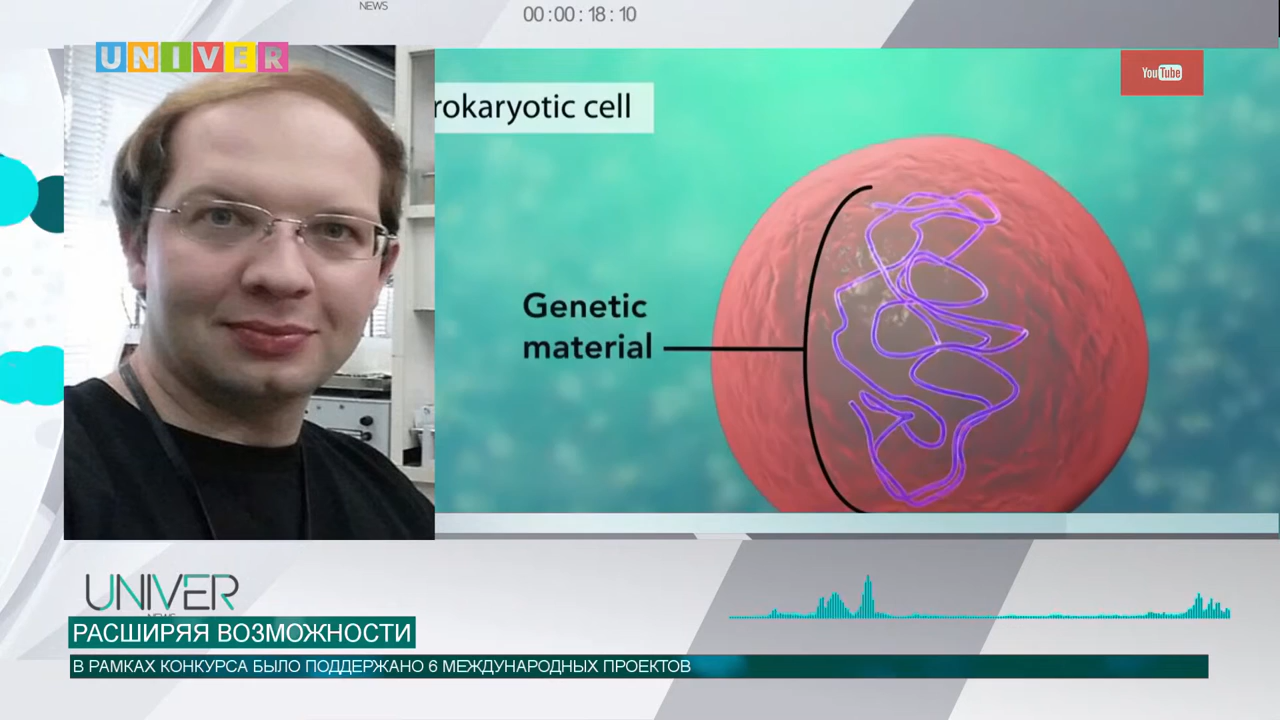 NEWS
00:00:18:10
UNIVER
YouTube
rokaryotic cell
Genetic
material
UNIVER
РАСШИРЯЯ ВОЗМОЖНОСТИ
В РАМКАХ КОНКУРСА БЫЛО ПОДДЕРЖАНО 6 МЕЖДУНАРОДНЫХ ПРОЕКТОВ